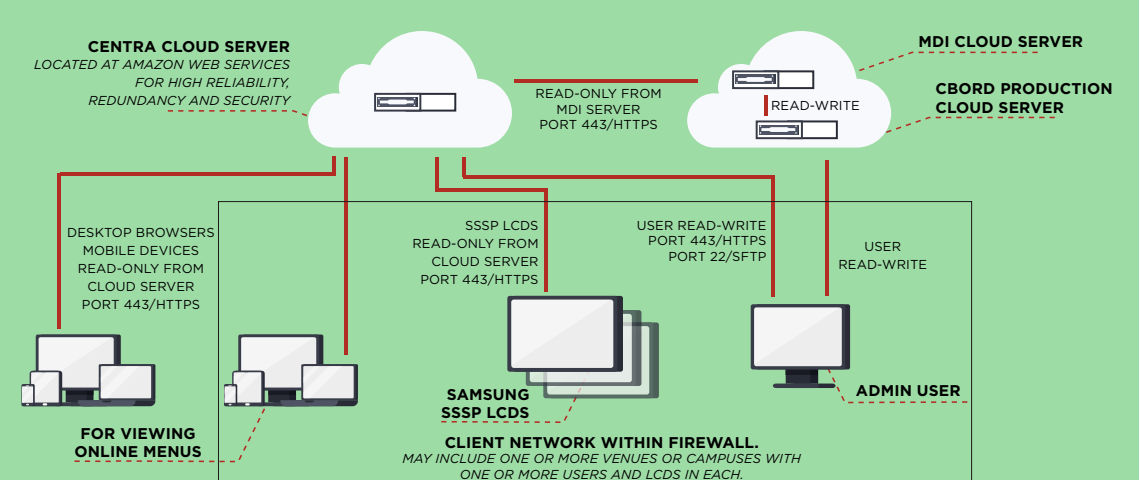 CENTRA CLOUD SERVER
LOCATED AT AMAZON WEB SERVICES
FOR HIGH RELIABILITY,
REDUNDANCY AND SECURITY
READ-ONLY FROM
MDI SERVER
PORT 443/HTTPS
READ-WRITE
MDI CLOUD SERVER
CBORD PRODUCTION
CLOUD SERVER
DESKTOP BROWSERS
MOBILE DEVICES
READ-ONLY FROM
CLOUD SERVER
PORT 443/HTTPS
SSSP LCDS
READ-ONLY FROM
CLOUD SERVER
PORT 443/HTTPS
USER READ-WRITE
PORT 443/HTTPS
PORT 22/SFTP
USER
READ-WRITE
FOR VIEWING
ONLINE MENUS
SAMSUNG
SSSP LCDS
ADMIN USER
CLIENT NETWORK WITHIN FIREWALL.
MAY INCLUDE ONE OR MORE VENUES OR CAMPUSES WITH
ONE OR MORE USERS AND LCDS IN EACH.